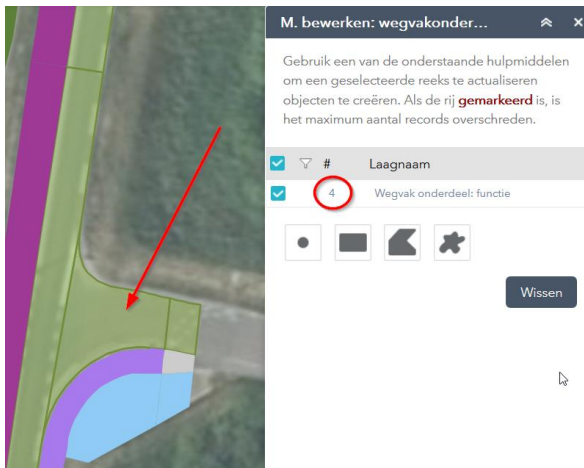 M. bewerken: wegvakonder...
Gebruik een van de onderstaande hulpmiddelen
om een geselecteerde reeks te actualiseren
objecten te creëren. Als de rij gemarkeerd is, is
het maximum aantal records overschreden.
# Laagnaam
4 Wegvak onderdeel: functie
Wissen